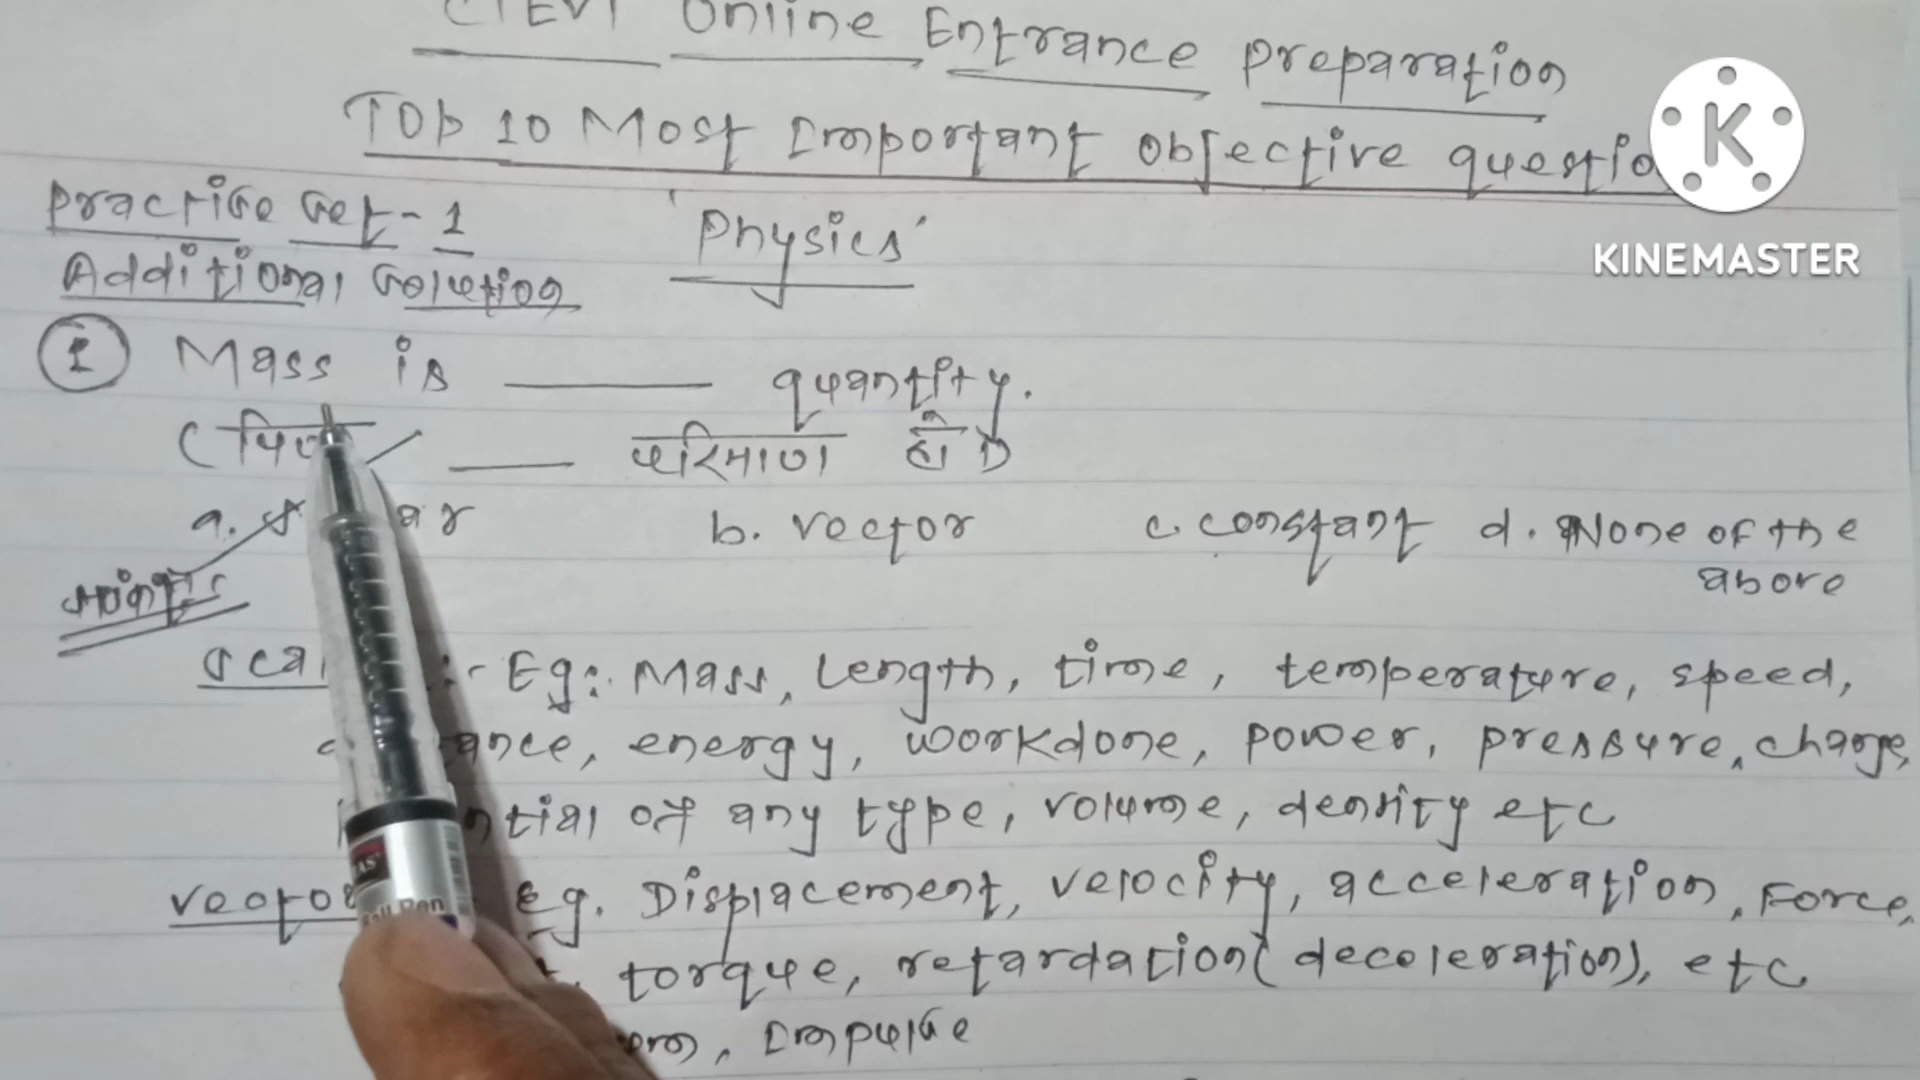 Online Entrance Preparation
Top 10 Most Important Objective questio
KINEMASTER
Practice Set-1
'Physics'
Additional Solution
① Mass is ______ quantity.
____ परिमाण हो)
a. b. vector c. constant d. None of the
above
Eg:- Mass, length, time, temperature, speed,
energy, workdone, power, pressure, charge,
of any type, volume, density etc
Eg. Displacement, velocity, acceleration, Force,
torque, retardation(deceleration), etc
Impulse